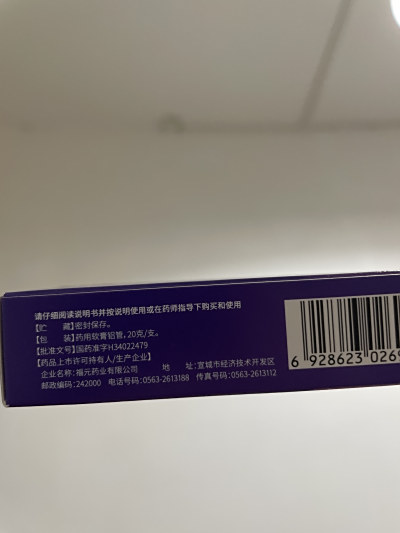 请仔细阅读说明书并按说明使用或在药师指导下购买和使用
【贮 藏】密封保存。
【包 装】药用软膏铝管,20克/支。
【批准文号】国药准字H34022479
【药品上市许可持有人/生产企业】
企业名称:福元药业有限公司 地 址:宣城市经济技术开发区
邮政编码:242000 电话号码:0563-2613188 传真号码:0563-2613112
6 928623 026